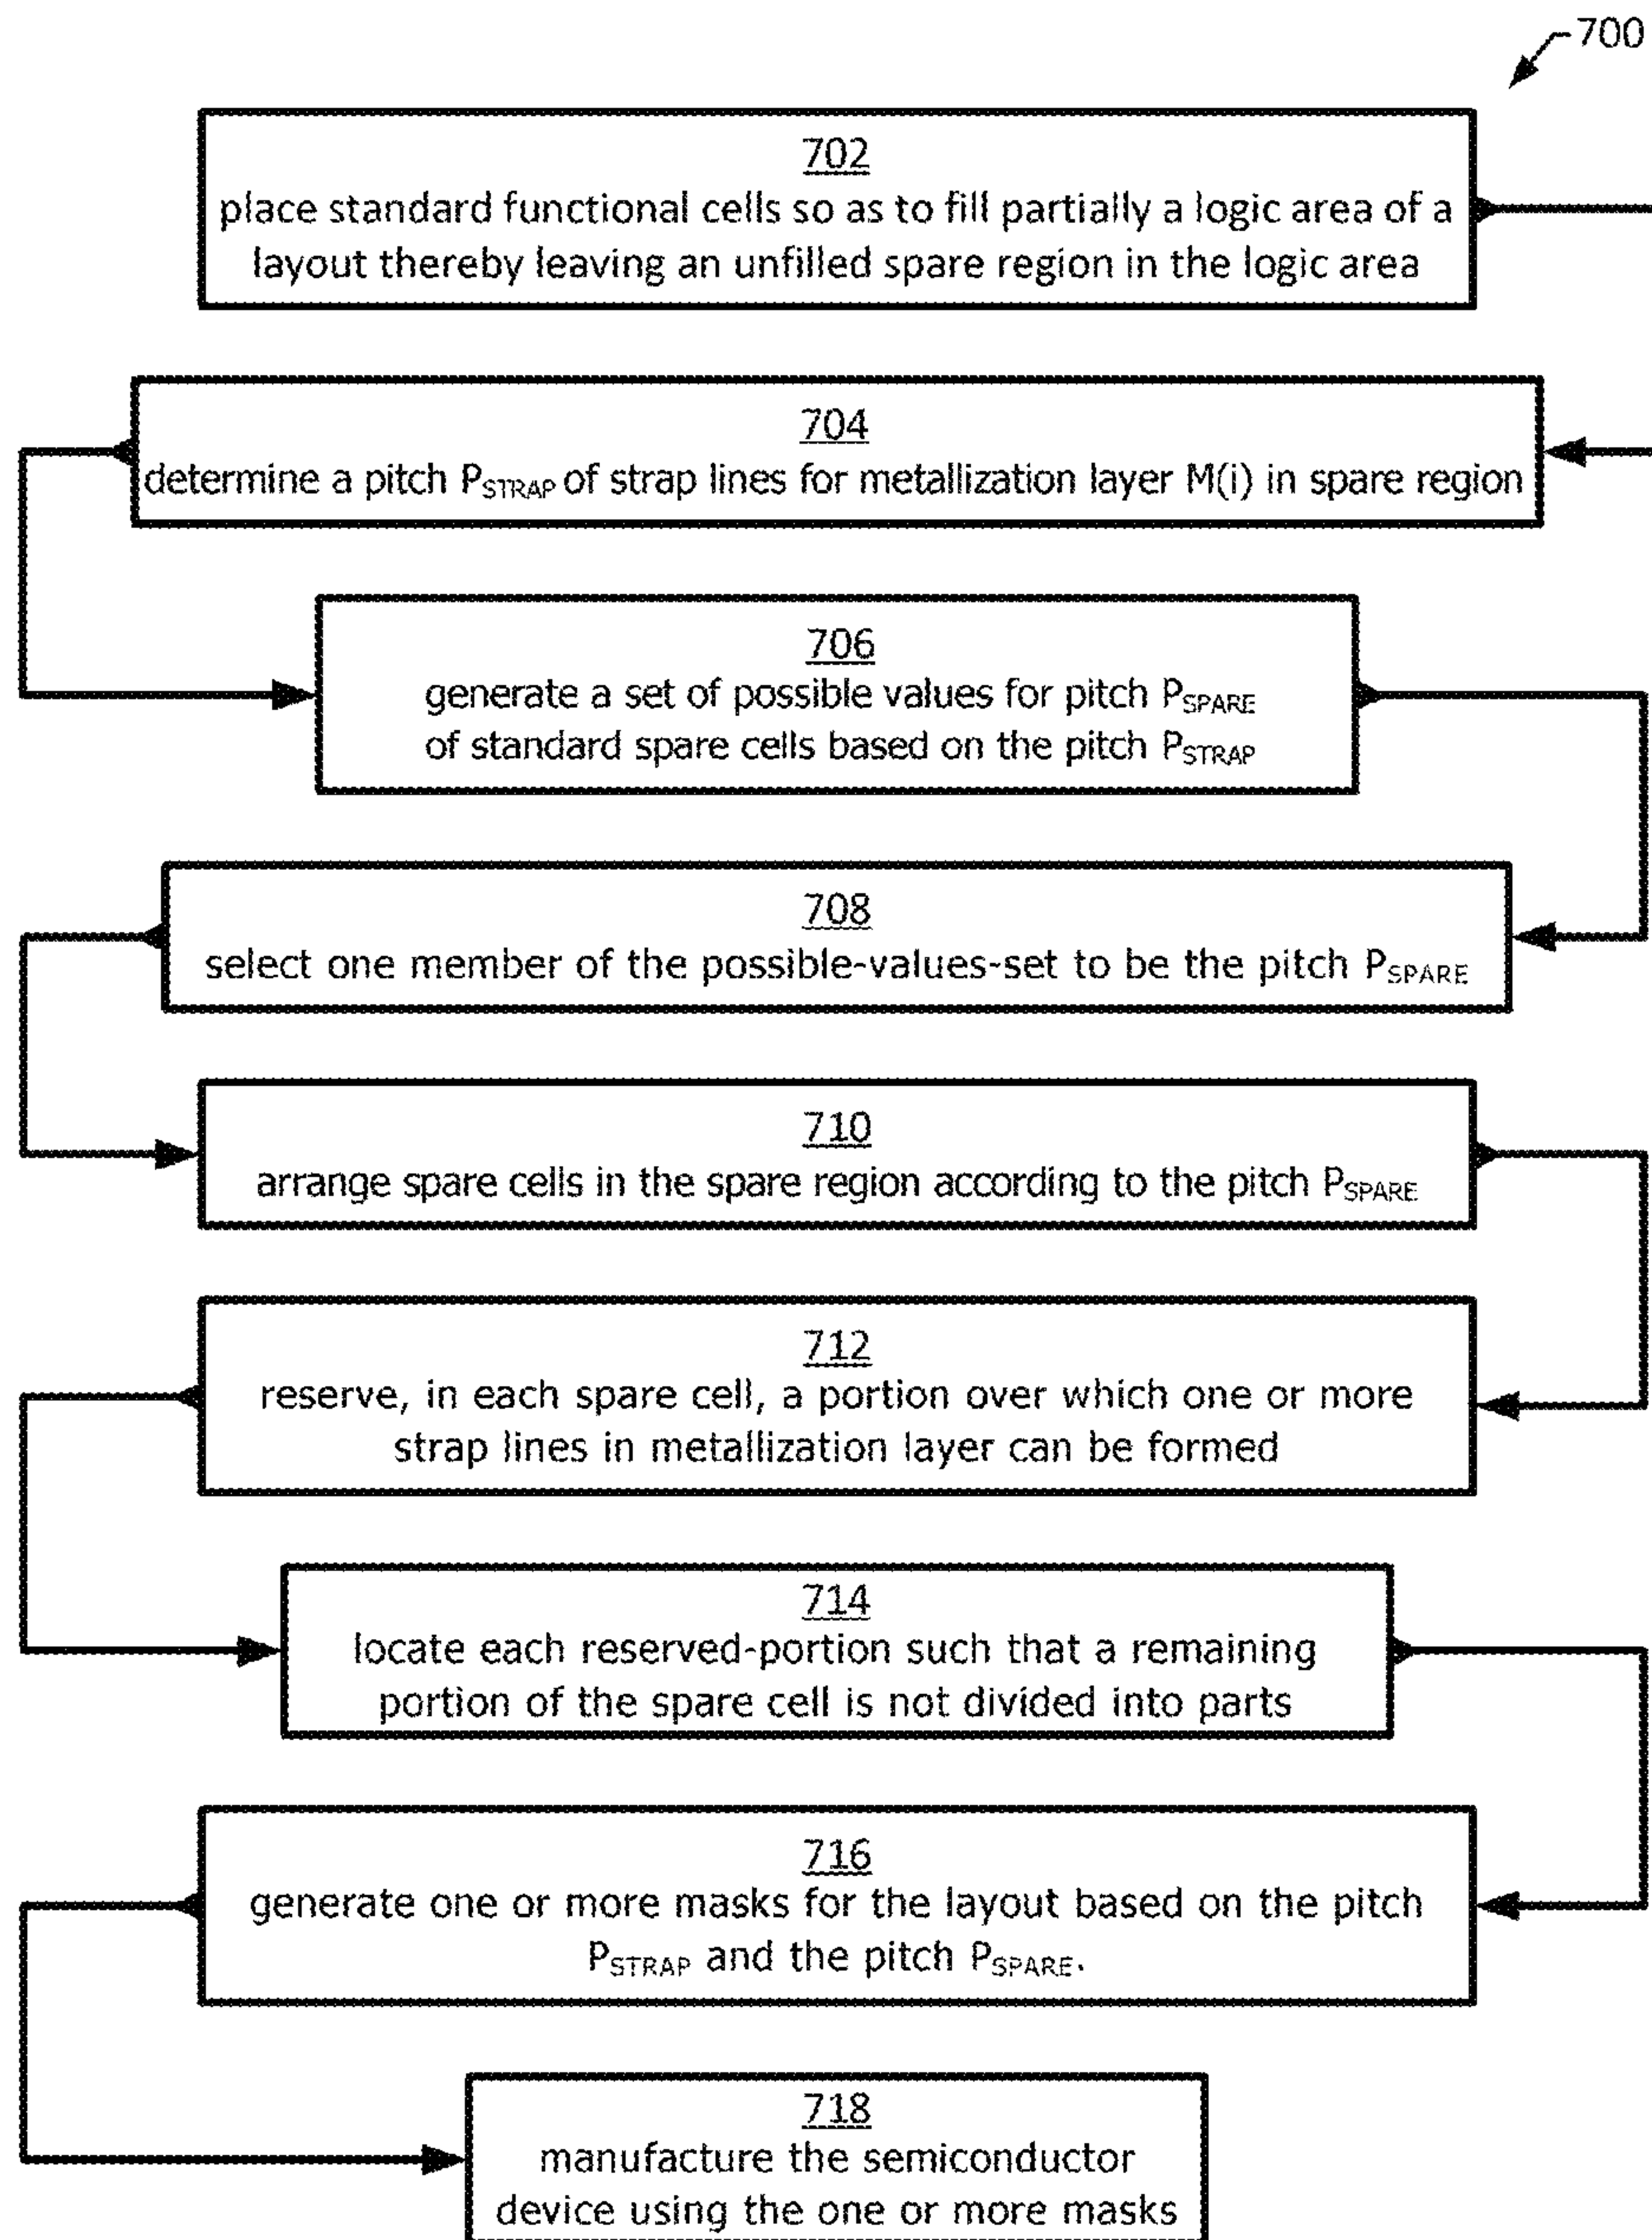 700
702
place standard functional cells so as to fill partially a logic area of a
layout thereby leaving an unfilled spare region in the logic area
704
determine a pitch PSTRAP of strap lines for metallization layer M(i) in spare region
706
generate a set of possible values for pitch PSPARE
of standard spare cells based on the pitch PSTRAP
708
select one member of the possible-values-set to be the pitch PSPARE
710
arrange spare cells in the spare region according to the pitch PSPARE
712
reserve, in each spare cell, a portion over which one or more
strap lines in metallization layer can be formed
714
locate each reserved-portion such that a remaining
portion of the spare cell is not divided into parts
716
generate one or more masks for the layout based on the pitch
PSTRAP and the pitch PSPARE.
718
manufacture the semiconductor
device using the one or more masks